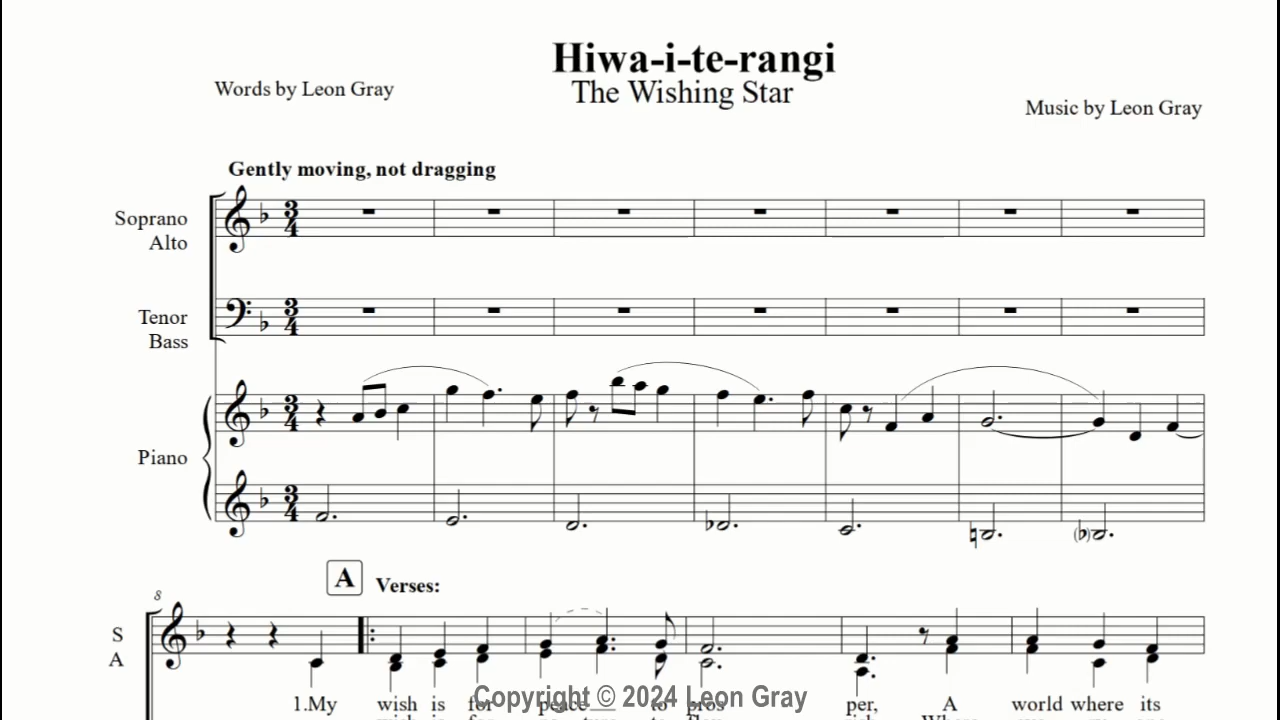 Hiwa-i-te-rangi
Words by Leon Gray
The Wishing Star
Music by Leon Gray
Gently moving, not dragging
Soprano
Alto
Tenor
Bass
Piano
A Verses:
8
S
A
1.My wish is for peace to pros per, A world where its
Copyright © 2024 Leon Gray